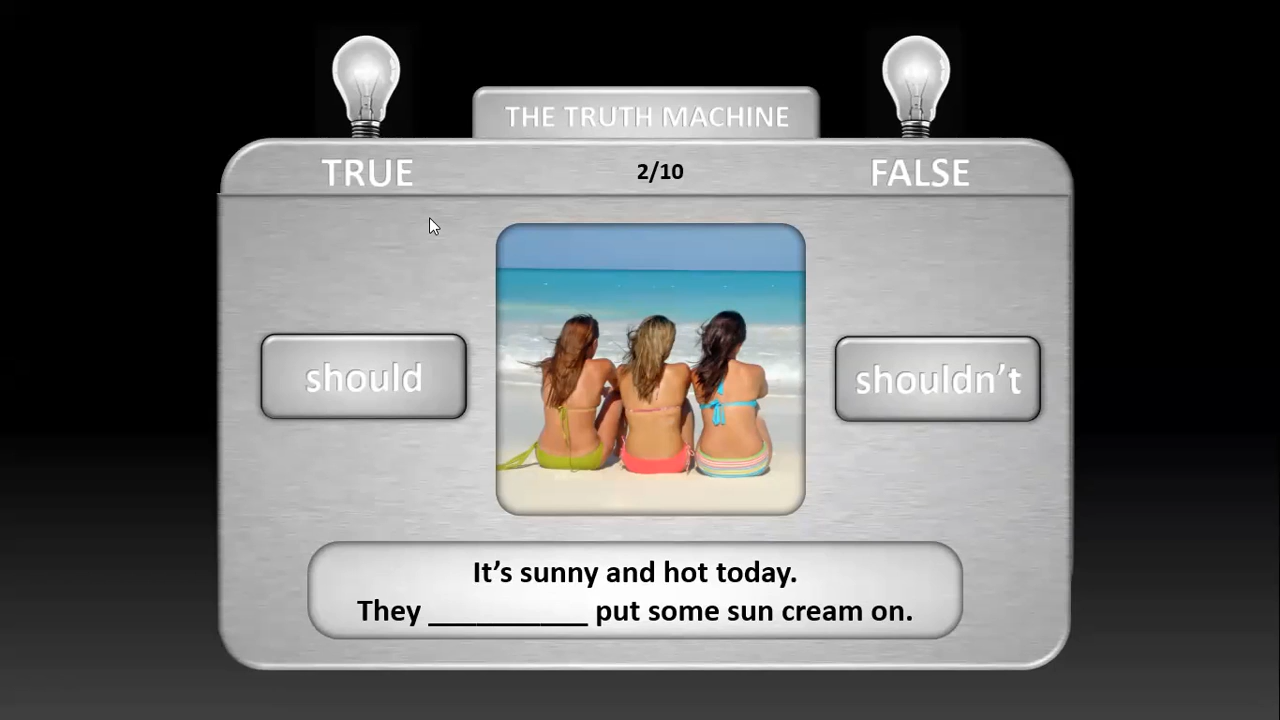 THE TRUTH MACHINE
TRUE
2/10
FALSE
should
shouldn’t
It’s sunny and hot today.
They __________ put some sun cream on.